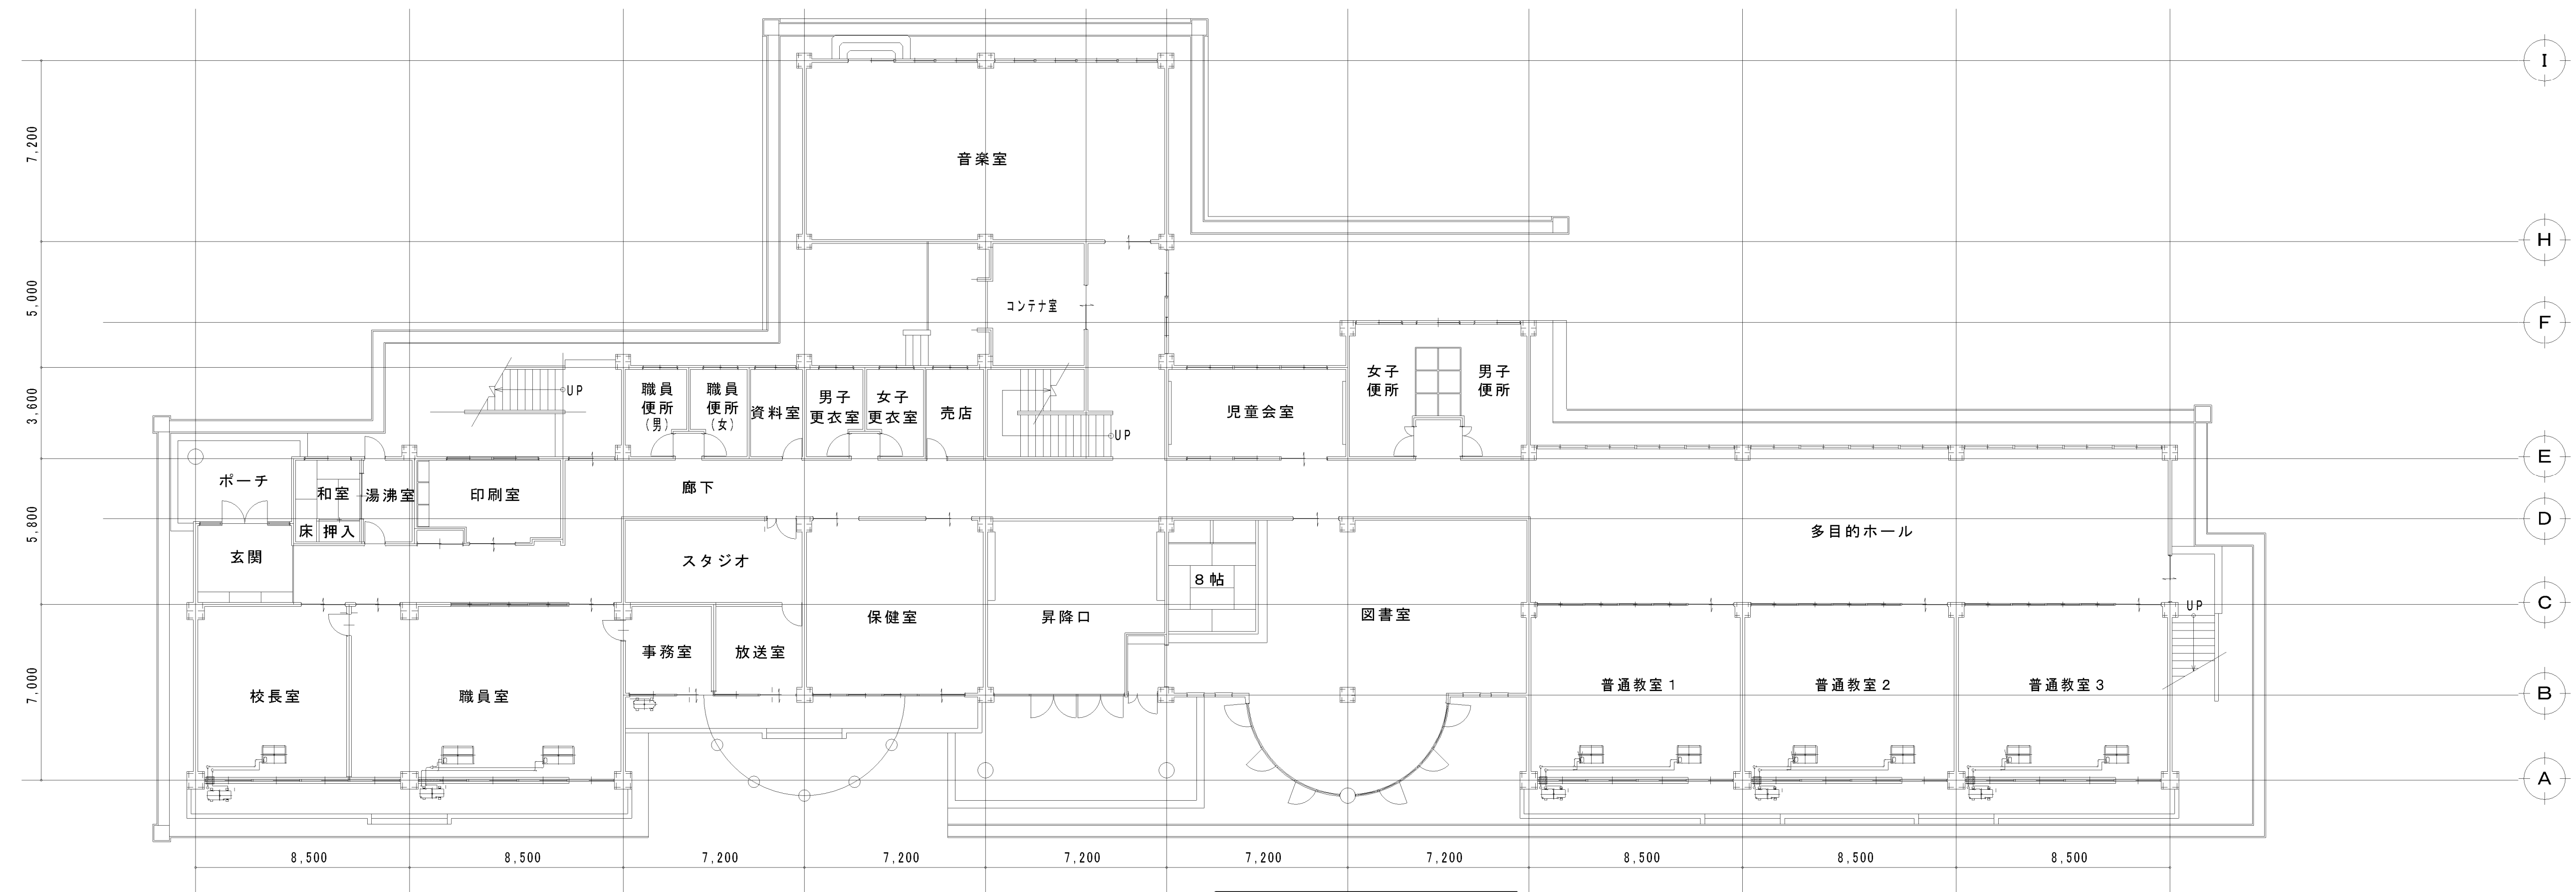 I
7,200
音楽室
H
5,000
コンテナ室
F
3,600
UP
職員
便所
(男)
職員
便所
(女)
資料室
男子
更衣室
女子
更衣室
売店
UP
児童会室
女子
便所
男子
便所
E
ポーチ
和室
湯沸室
印刷室
廊下
床
押入
D
5,800
玄関
スタジオ
8帖
多目的ホール
C
UP
保健室
昇降口
図書室
事務室
放送室
7,000
校長室
職員室
普通教室1
普通教室2
普通教室3
B
A
8,500
8,500
7,200
7,200
7,200
7,200
7,200
8,500
8,500
8,500